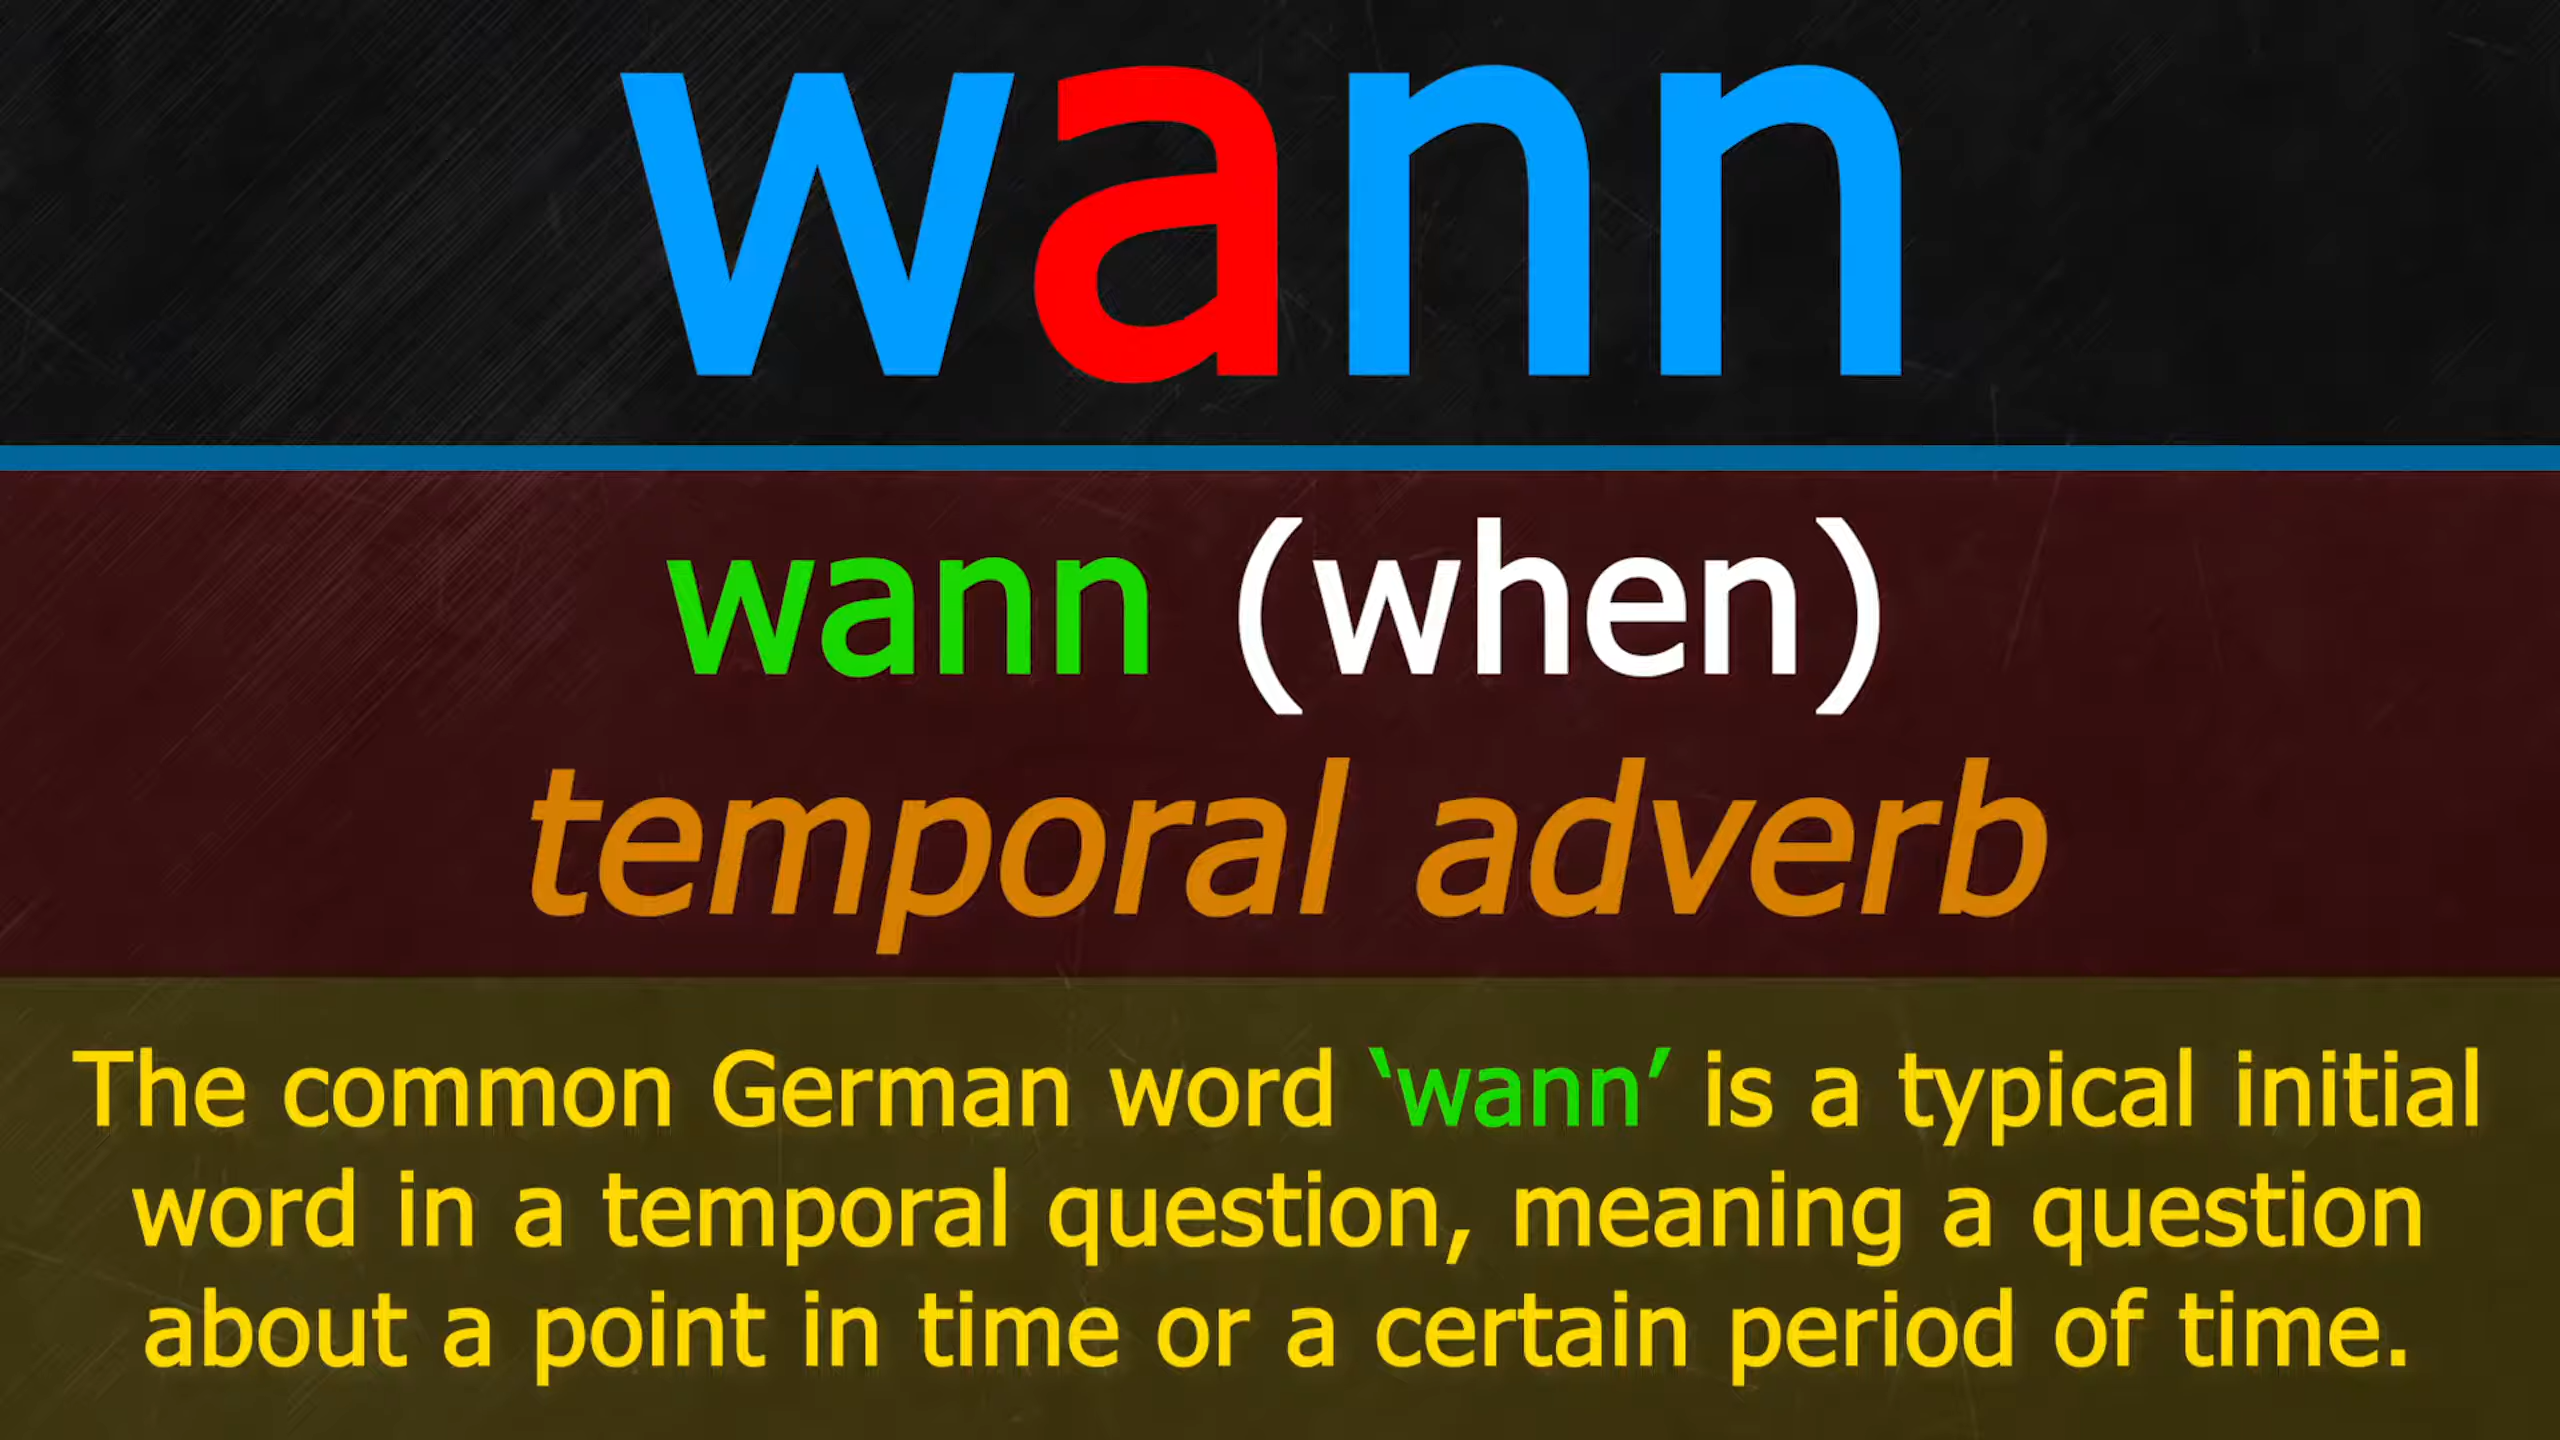 wann
wann (when)
temporal adverb
The common German word ‘wann’ is a typical initial
word in a temporal question, meaning a question
about a point in time or a certain period of time.